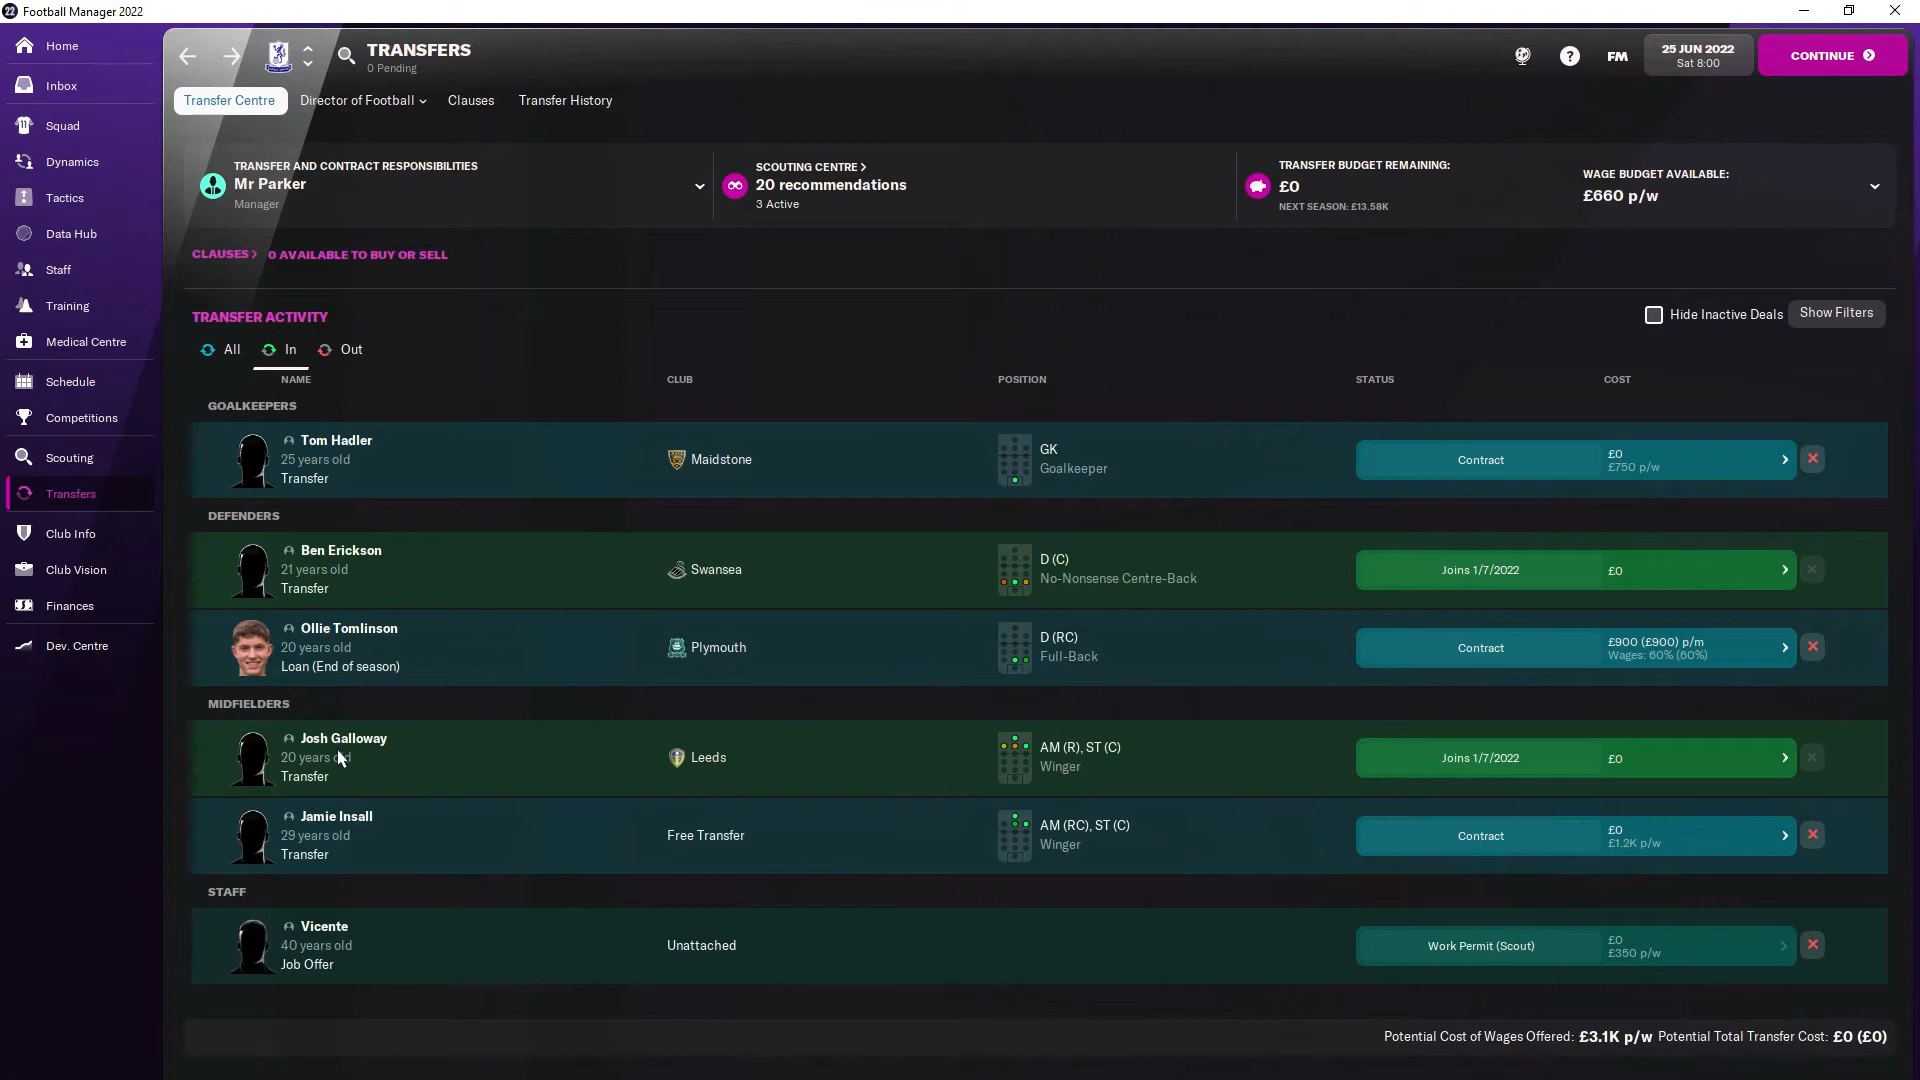 22 Football Manager 2022
Home
Inbox
Squad
Dynamics
Tactics
Data Hub
Staff
Training
Medical Centre
Schedule
Competitions
Scouting
Transfers
Club Info
Club Vision
Finances
Dev. Centre
TRANSFERS
0 Pending
FM
25 JUN 2022
Sat 8:00
CONTINUE
Transfer Centre Director of Football Clauses Transfer History
TRANSFER AND CONTRACT RESPONSIBILITIES
Mr Parker
Manager
SCOUTING CENTRE >
20 recommendations
3 Active
TRANSFER BUDGET REMAINING:
£0
NEXT SEASON: £13.58K
WAGE BUDGET AVAILABLE:
£660 p/w
CLAUSES > 0 AVAILABLE TO BUY OR SELL
TRANSFER ACTIVITY
Hide Inactive Deals Show Filters
All In Out
NAME CLUB POSITION STATUS COST
GOALKEEPERS
Tom Hadler
25 years old
Transfer
Maidstone
GK
Goalkeeper
Contract
£0
£750 p/w
DEFENDERS
Ben Erickson
21 years old
Transfer
Swansea
D (C)
No-Nonsense Centre-Back
Joins 1/7/2022
£0
Ollie Tomlinson
20 years old
Loan (End of season)
Plymouth
D (RC)
Full-Back
Contract
£900 (£900) p/m
Wages: 60% (60%)
MIDFIELDERS
Josh Galloway
20 years old
Transfer
Leeds
AM (R), ST (C)
Winger
Joins 1/7/2022
£0
Jamie Insall
29 years old
Transfer
Free Transfer
AM (RC), ST (C)
Winger
Contract
£0
£1.2K p/w
STAFF
Vicente
40 years old
Job Offer
Unattached
Work Permit (Scout)
£0
£350 p/w
Potential Cost of Wages Offered: £3.1K p/w Potential Total Transfer Cost: £0 (£0)